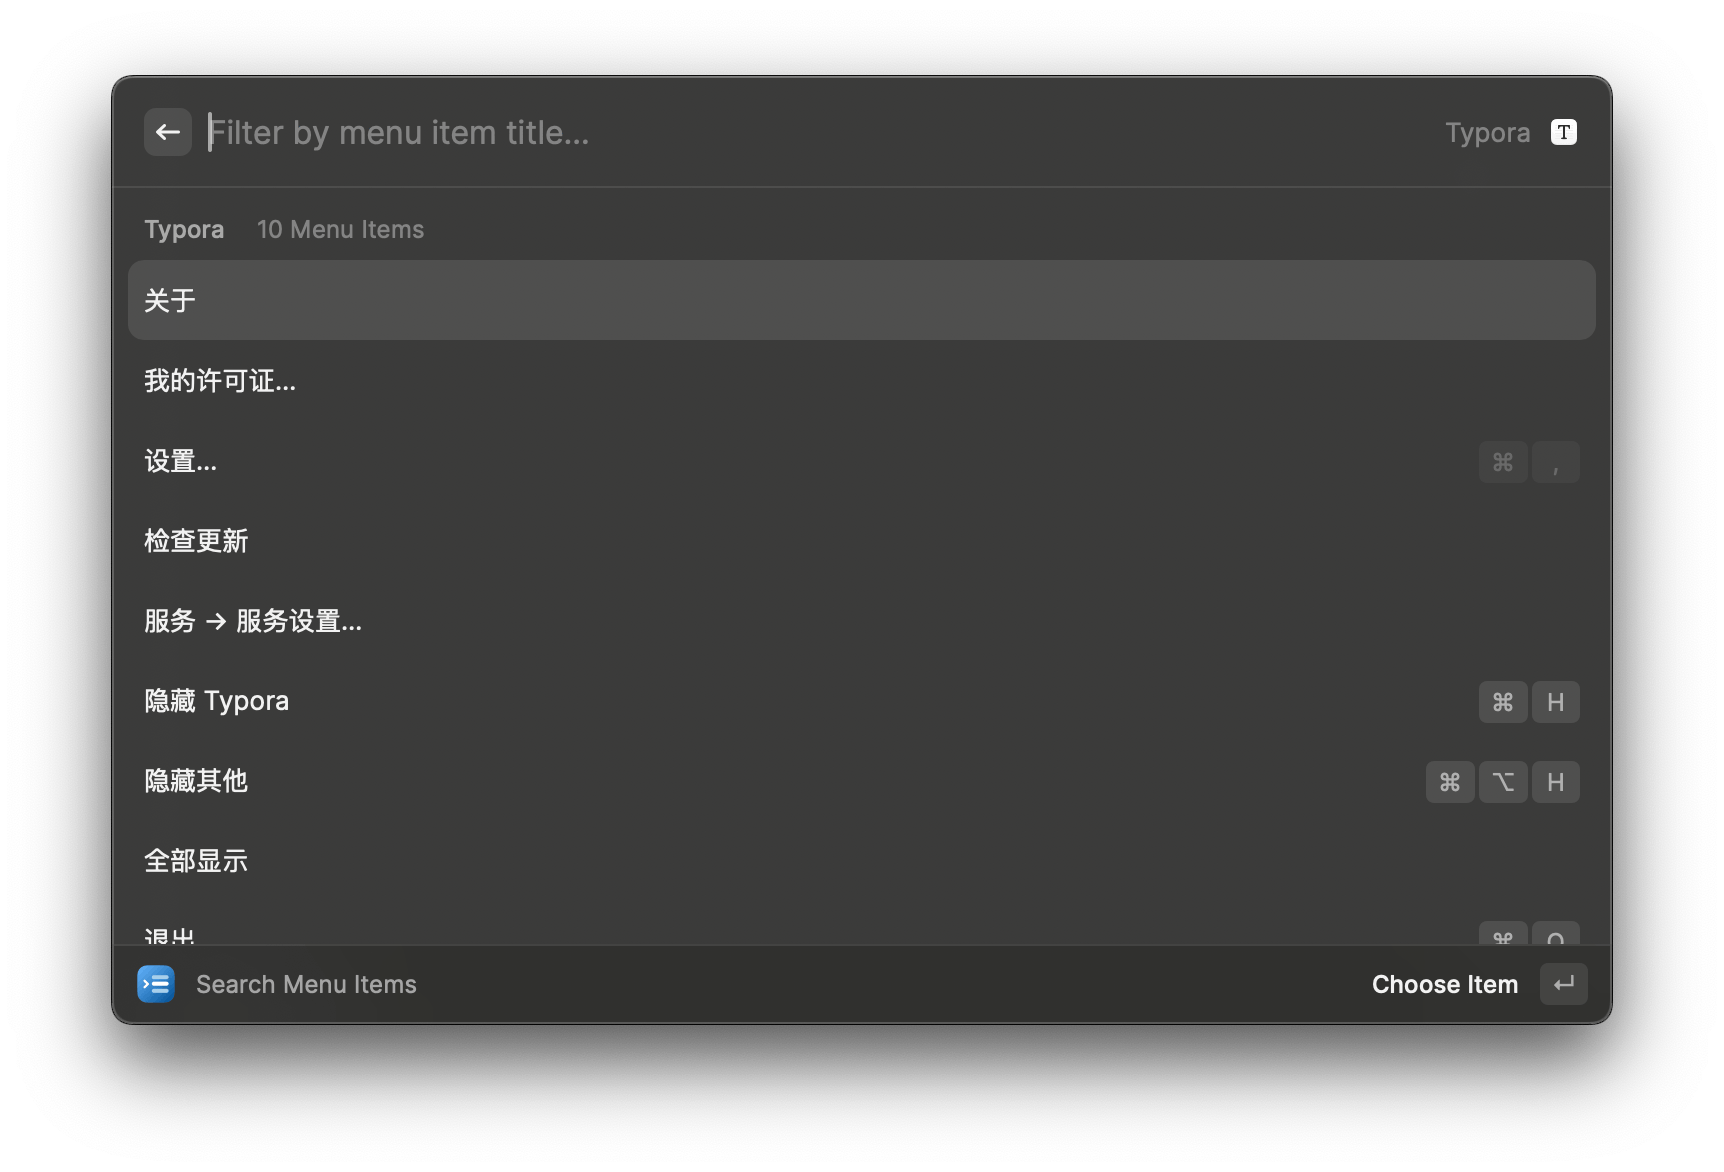 Filter by menu item title...
Typora T
Typora 10 Menu Items
关于
我的许可证...
设置... ⌘ ,
检查更新
服务 → 服务设置...
隐藏 Typora ⌘ H
隐藏其他 ⌘ ⌥ H
全部显示
退出 ⌘ Q
Search Menu Items
Choose Item ↵